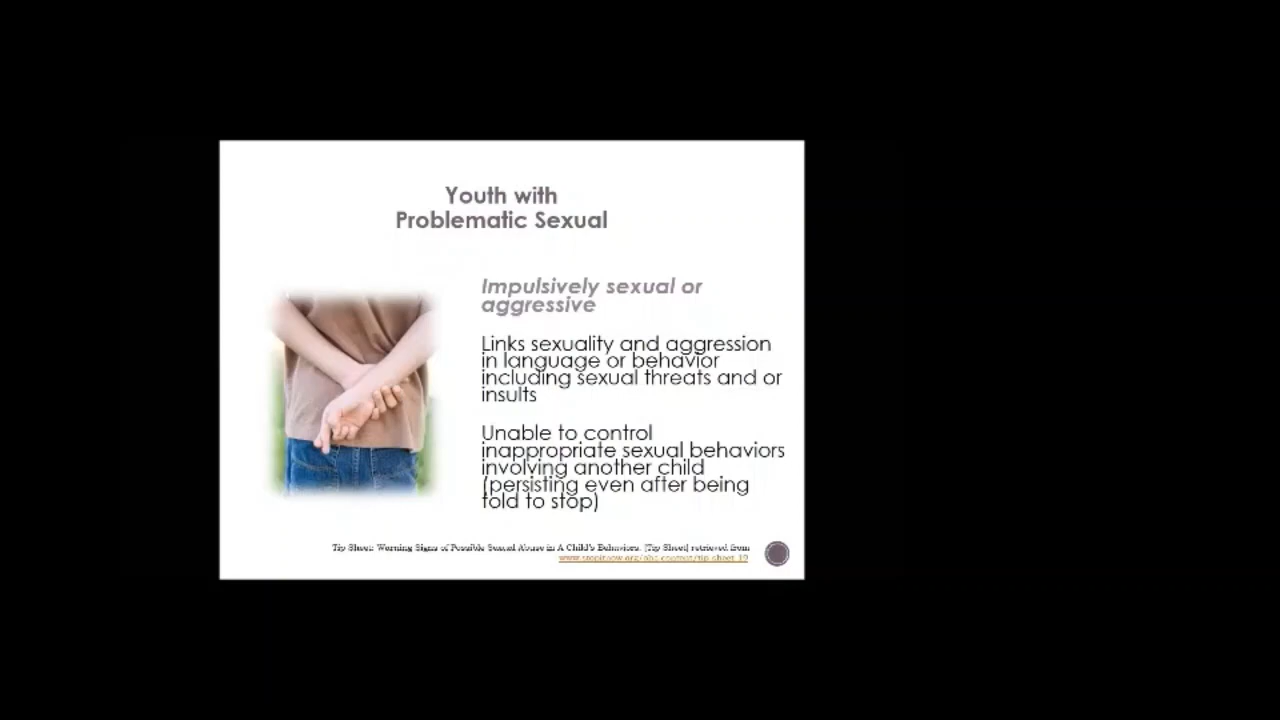 Youth with
Problematic Sexual
Impulsively sexual or
aggressive
Links sexuality and aggression
in language or behavior
including sexual threats and or
insults
Unable to control
inappropriate sexual behaviors
involving another child
(persisting even after being
told to stop)
Tip Sheet: Warning Signs of Possible Sexual Abuse in A Child's Behaviors. [Tip Sheet] retrieved from